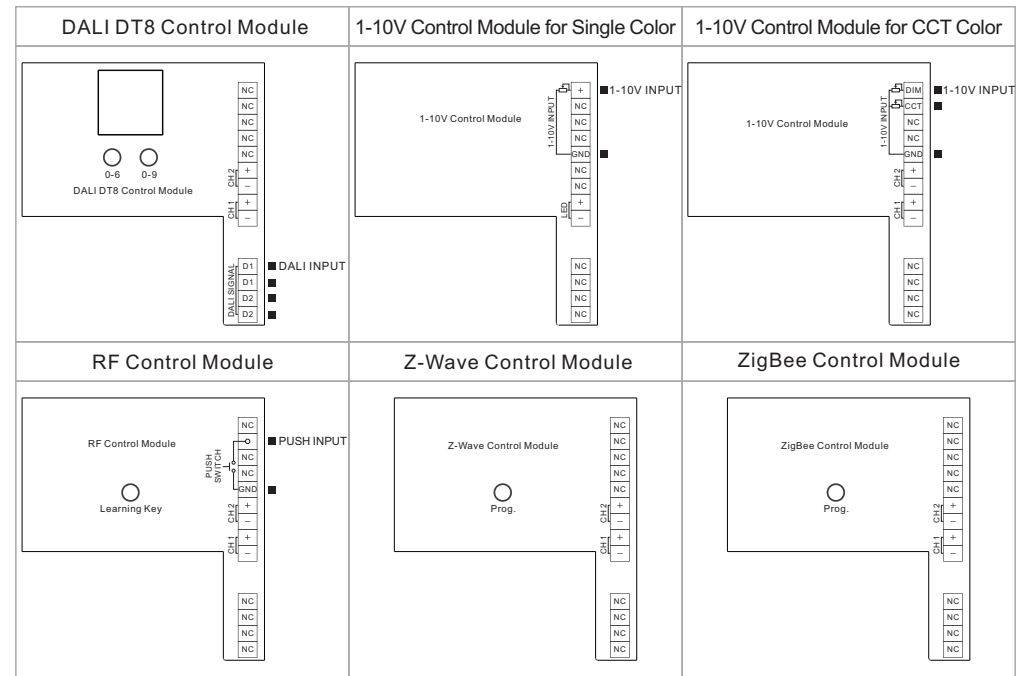 DALI DT8 Control Module
NC
NC
NC
NC
NC
+
−
+
−
CH 2
CH 1
0-6
0-9
DALI DT8 Control Module
DALI SIGNAL
D1
D1
D2
D2
DALI INPUT
1-10V Control Module for Single Color
1-10V Control Module
1-10V INPUT
+
NC
NC
NC
GND
NC
NC
+
−
LED
1-10V INPUT
NC
NC
NC
NC
1-10V Control Module for CCT Color
1-10V Control Module
1-10V INPUT
DIM
CCT
NC
NC
GND
+
−
+
−
CH 2
CH 1
1-10V INPUT
NC
NC
NC
NC
RF Control Module
RF Control Module
Learning Key
PUSH
SWITCH
NC
NC
NC
GND
+
−
+
−
CH 2
CH 1
PUSH INPUT
NC
NC
NC
NC
Z-Wave Control Module
Z-Wave Control Module
Prog.
NC
NC
NC
NC
NC
+
−
+
−
CH 2
CH 1
NC
NC
NC
NC
ZigBee Control Module
ZigBee Control Module
Prog.
NC
NC
NC
NC
NC
+
−
+
−
CH 2
CH 1
NC
NC
NC
NC